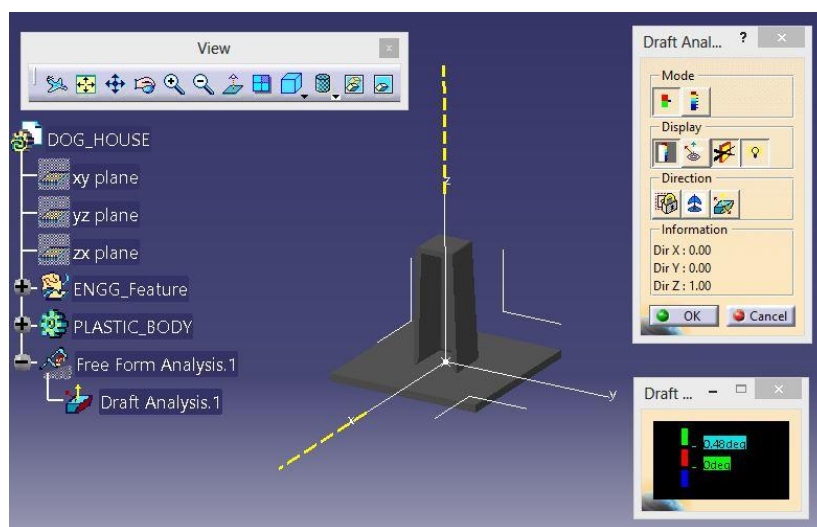 View
x
DOG_HOUSE
xy plane
yz plane
zx plane
ENGG_Feature
PLASTIC_BODY
Free Form Analysis.1
Draft Analysis.1
z
y
x
Draft Anal... ? ×
Mode
Display
Direction
Information
Dir X : 0.00
Dir Y : 0.00
Dir Z : 1.00
OK Cancel
Draft ... – □ ×
0.48deg
0deg